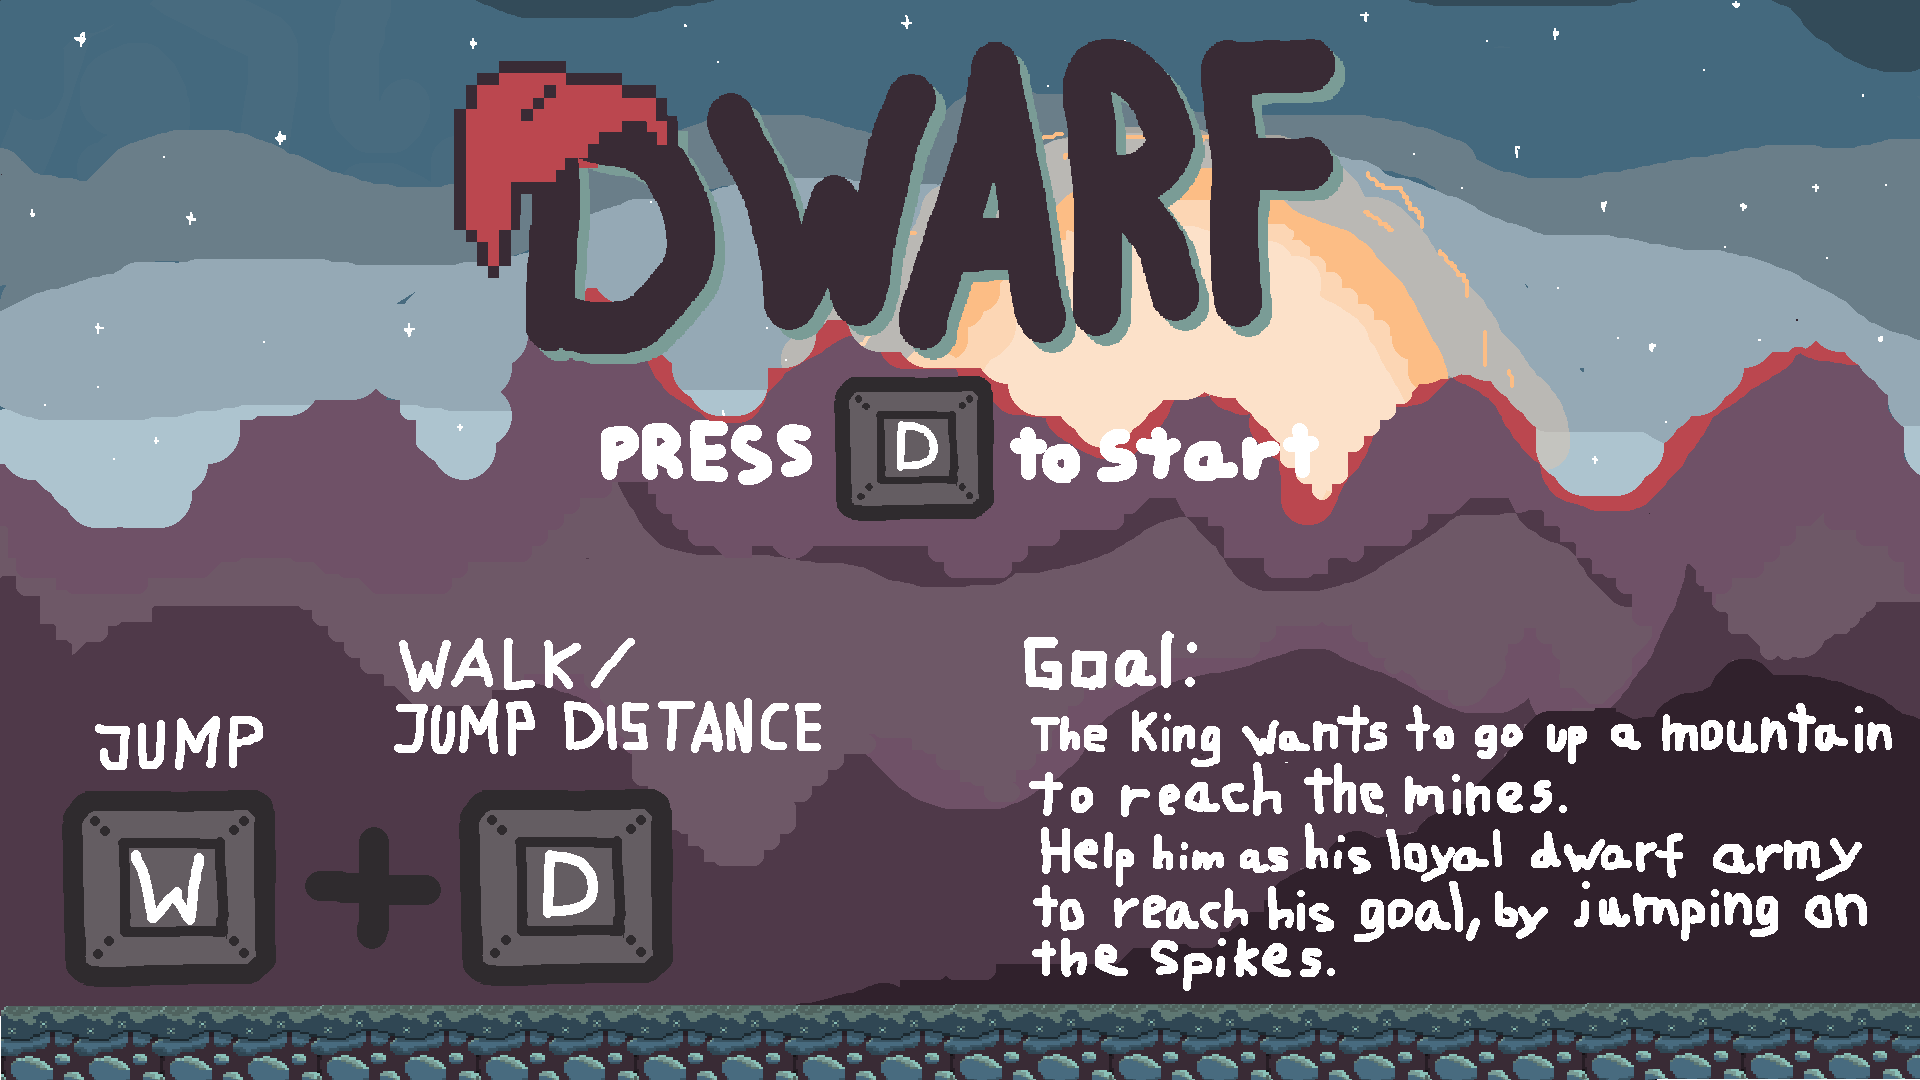 DWARF
PRESS D to start
WALK/
JUMP DISTANCE
JUMP
W + D
Goal:
The King wants to go up a mountain
to reach the mines.
Help him as his loyal dwarf army
to reach his goal, by jumping on
the Spikes.